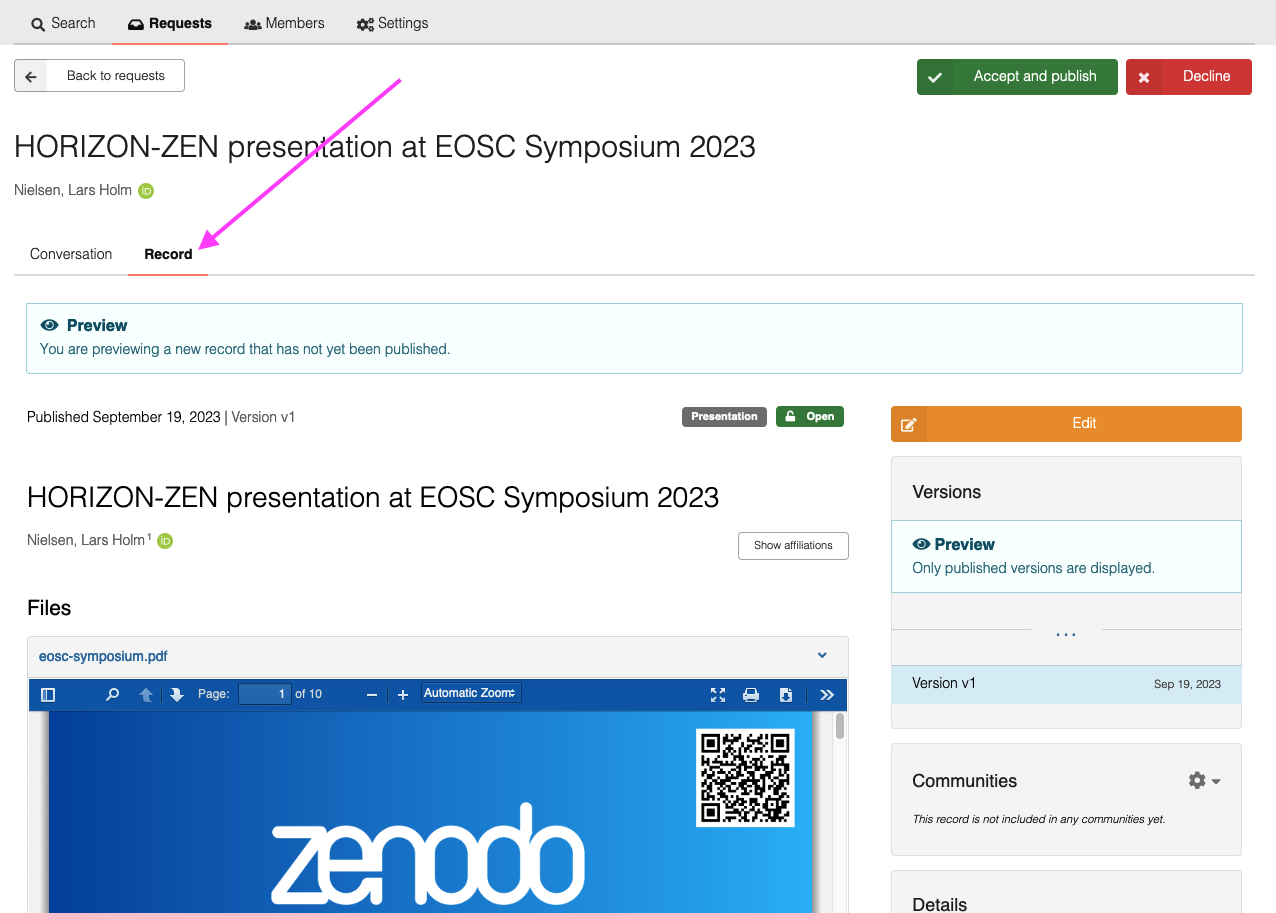 Search Requests Members Settings
Back to requests Accept and publish Decline
HORIZON-ZEN presentation at EOSC Symposium 2023
Nielsen, Lars Holm iD
Conversation Record
Preview
You are previewing a new record that has not yet been published.
Published September 19, 2023 | Version v1 Presentation Open
HORIZON-ZEN presentation at EOSC Symposium 2023
Nielsen, Lars Holm¹ iD Show affiliations
Files
eosc-symposium.pdf
Page: 1 of 10 Automatic Zoom
zenodo
Edit
Versions
Preview
Only published versions are displayed.
...
Version v1 Sep 19, 2023
Communities
This record is not included in any communities yet.
Details